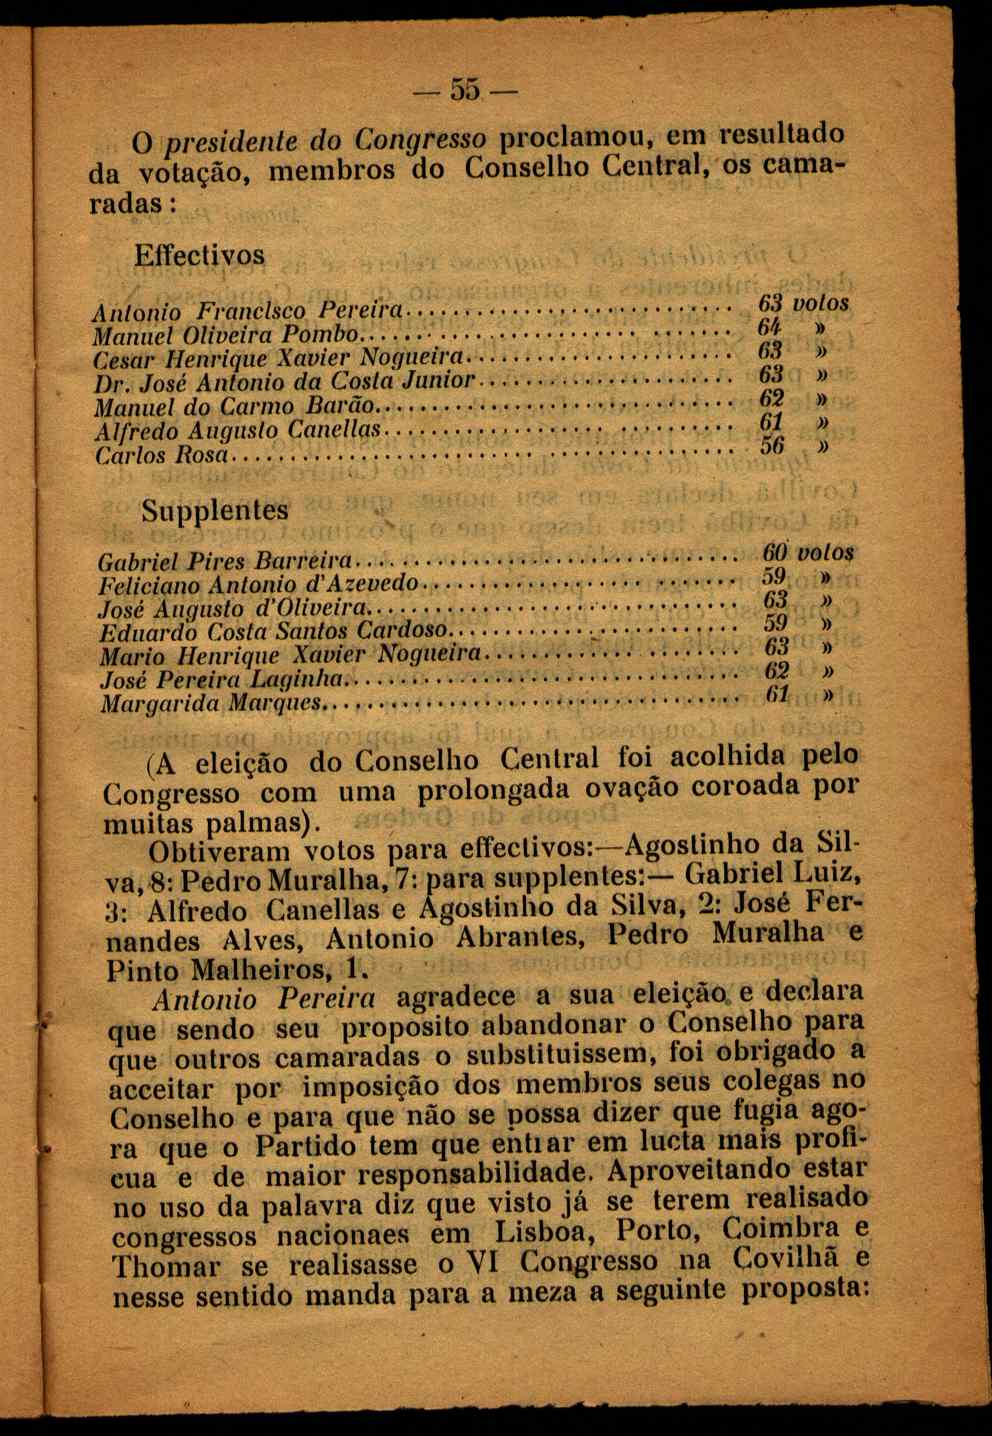 — 55 —
O presidente do Congresso proclamou, em resultado
da votação, membros do Conselho Central, os cama-
radas :
Effectivos
Antonio Francisco Pereira........................ 63 votos
Manuel Oliveira Pombo........................ 64 »
Cesar Henrique Xavier Nogueira........................ 63 »
Dr. José Antonio da Costa Junior........................ 63 »
Manuel do Carmo Barão........................ 62 »
Alfredo Augusto Canellas........................ 61 »
Carlos Rosa........................ 56 »
Supplentes
Gabriel Pires Barreira........................ 60 votos
Feliciano Antonio d'Azevedo........................ 59 »
José Augusto d'Oliveira........................ 63 »
Eduardo Costa Santos Cardoso........................ 59 »
Mario Henrique Xavier Nogueira........................ 63 »
José Pereira Laginha........................ 62 »
Margarida Marques........................ 61 »
(A eleição do Conselho Central foi acolhida pelo
Congresso com uma prolongada ovação coroada por
muitas palmas).
Obtiveram votos para effectivos:—Agostinho da Sil-
va, 8: Pedro Muralha, 7: para supplentes:— Gabriel Luiz,
3: Alfredo Canellas e Agostinho da Silva, 2: José Fer-
nandes Alves, Antonio Abrantes, Pedro Muralha e
Pinto Malheiros, 1.
Antonio Pereira agradece a sua eleição e declara
que sendo seu proposito abandonar o Conselho para
que outros camaradas o substituissem, foi obrigado a
acceitar por imposição dos membros seus colegas no
Conselho e para que não se possa dizer que fugia ago-
ra que o Partido tem que entrar em lucta mais profi-
cua e de maior responsabilidade. Aproveitando estar
no uso da palavra diz que visto já se terem realisado
congressos nacionaes em Lisboa, Porto, Coimbra e
Thomar se realisasse o VI Congresso na Covilhã e
nesse sentido manda para a meza a seguinte proposta: